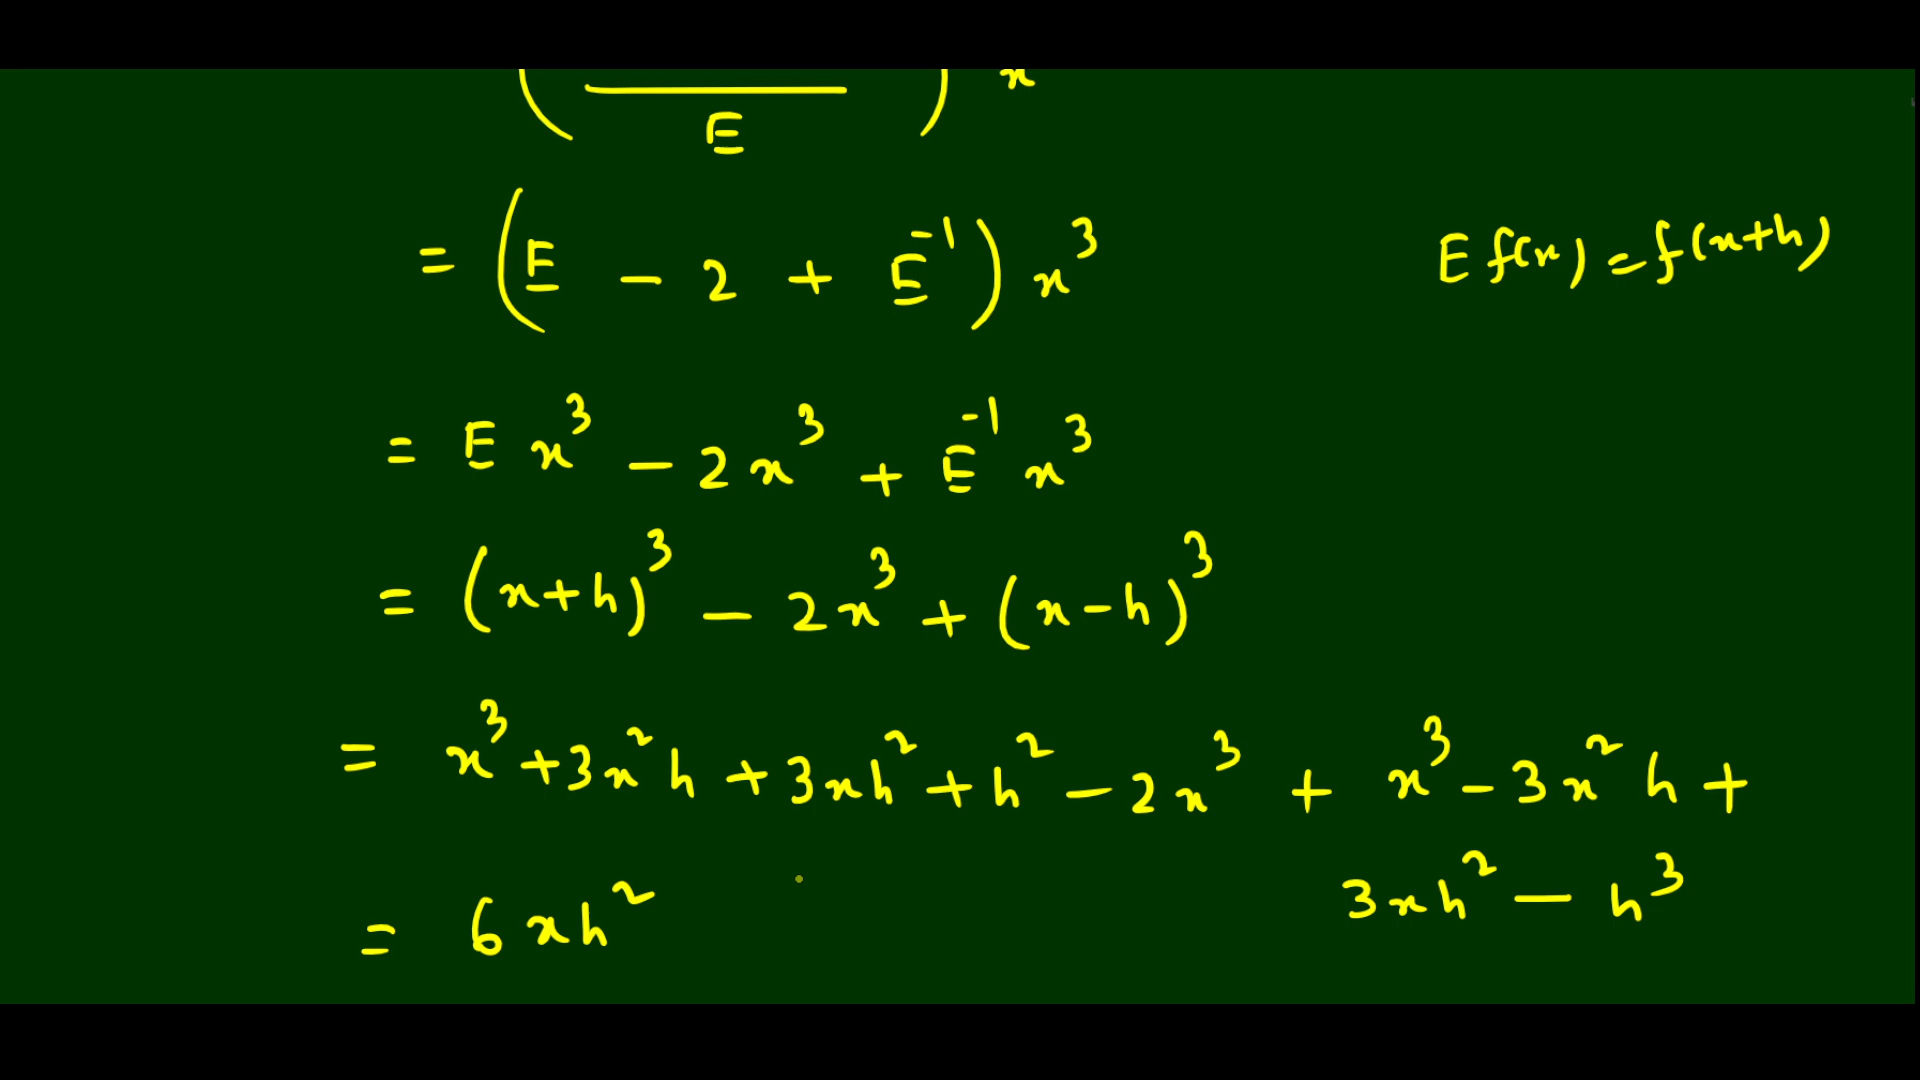 ( ____ / E ) x
= (E - 2 + E⁻¹) x³
E f(x) = f(x+h)
= E x³ - 2x³ + E⁻¹ x³
= (x+h)³ - 2x³ + (x-h)³
= x³ + 3x²h + 3xh² + h² - 2x³ + x³ - 3x²h +
3xh² - h³
= 6xh²